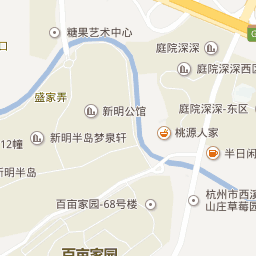 糖果艺术中心
口
庭院深深
庭院深深西区
盛家弄
新明公馆
庭院深深-东区
桃源人家
12幢
新明半岛梦泉轩
半日闲
新明半岛
杭州市西溪
山庄草莓园
百亩家园-68号楼
百亩家园